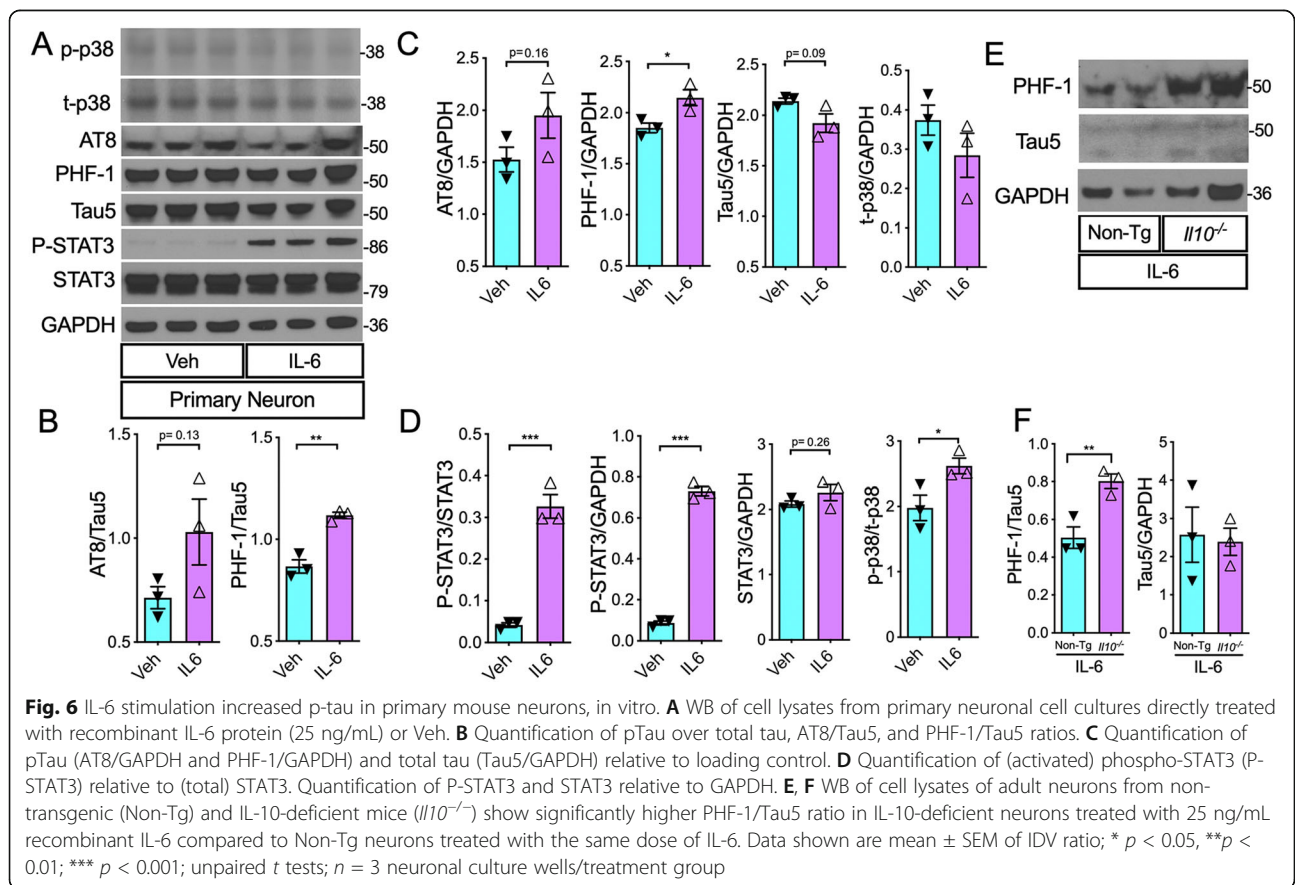 A
p-p38
-38
t-p38
-38
AT8
-50
PHF-1
-50
Tau5
-50
P-STAT3
-86
STAT3
-79
GAPDH
-36
Veh IL-6
Primary Neuron
B
1.5
1.0
0.5
AT8/Tau5
p= 0.13
Veh IL6
1.5
1.0
0.5
PHF-1/Tau5
**
Veh IL-6
C
2.5
2.0
1.5
1.0
0.5
AT8/GAPDH
p= 0.16
Veh IL6
2.5
2.0
1.5
1.0
0.5
PHF-1/GAPDH
*
Veh IL-6
2.5
2.0
1.5
1.0
0.5
Tau5/GAPDH
p= 0.09
Veh IL-6
0.5
0.4
0.3
0.2
0.1
0.0
t-p38/GAPDH
Veh IL6
D
0.5
0.4
0.3
0.2
0.1
0.0
P-STAT3/STAT3
***
Veh IL6
1.0
0.8
0.6
0.4
0.2
0.0
P-STAT3/GAPDH
***
Veh IL6
3
2
1
0
STAT3/GAPDH
p= 0.26
Veh IL6
3
2
1
0
p-p38/t-p38
*
Veh IL6
E
PHF-1
-50
Tau5
-50
GAPDH
-36
Non-Tg Il10-/-
IL-6
F
1.0
0.8
0.6
0.4
0.2
0.0
PHF-1/Tau5
**
Non-Tg Il10-/-
IL-6
5
4
3
2
1
0
Tau5/GAPDH
Non-Tg Il10-/-
IL-6
Fig. 6 IL-6 stimulation increased p-tau in primary mouse neurons, in vitro. A WB of cell lysates from primary neuronal cell cultures directly treated
with recombinant IL-6 protein (25 ng/mL) or Veh. B Quantification of pTau over total tau, AT8/Tau5, and PHF-1/Tau5 ratios. C Quantification of
pTau (AT8/GAPDH and PHF-1/GAPDH) and total tau (Tau5/GAPDH) relative to loading control. D Quantification of (activated) phospho-STAT3 (P-
STAT3) relative to (total) STAT3. Quantification of P-STAT3 and STAT3 relative to GAPDH. E, F WB of cell lysates of adult neurons from non-
transgenic (Non-Tg) and IL-10-deficient mice (Il10−/−) show significantly higher PHF-1/Tau5 ratio in IL-10-deficient neurons treated with 25 ng/mL
recombinant IL-6 compared to Non-Tg neurons treated with the same dose of IL-6. Data shown are mean ± SEM of IDV ratio; * p < 0.05, **p <
0.01; *** p < 0.001; unpaired t tests; n = 3 neuronal culture wells/treatment group